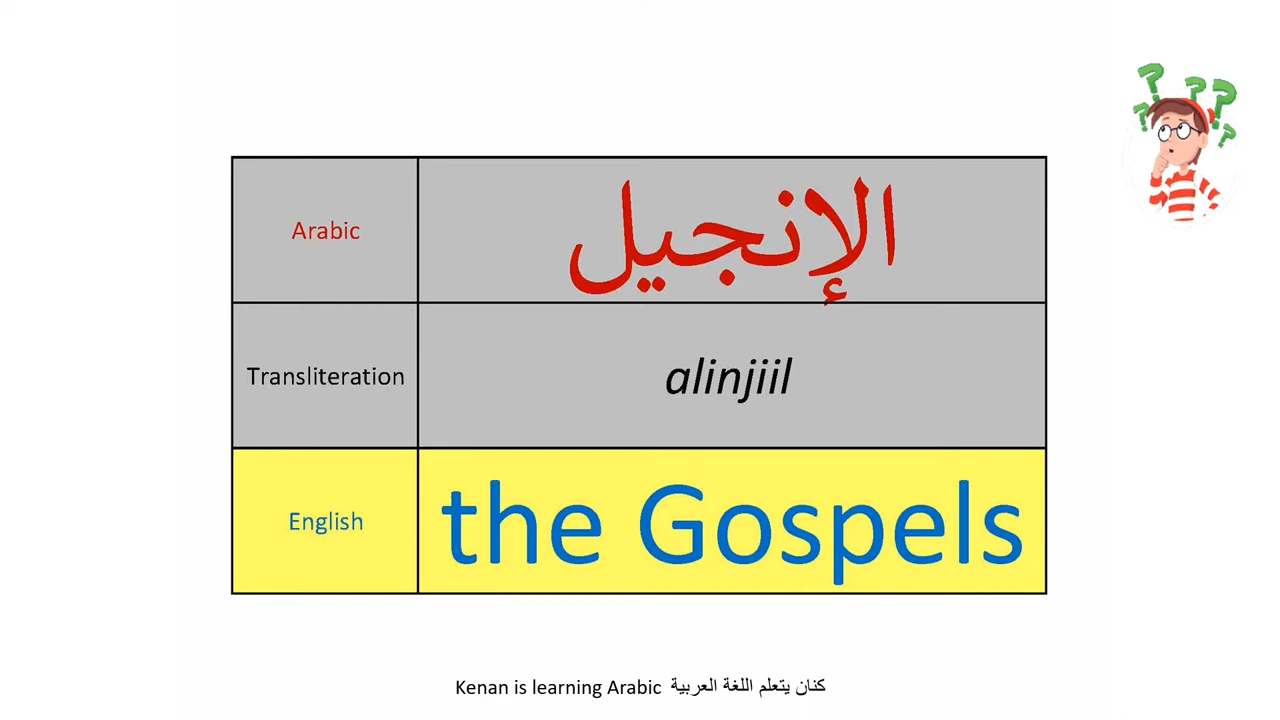 Arabic الإنجيل
Transliteration alinjiil
English the Gospels
Kenan is learning Arabic كنان يتعلم اللغة العربية